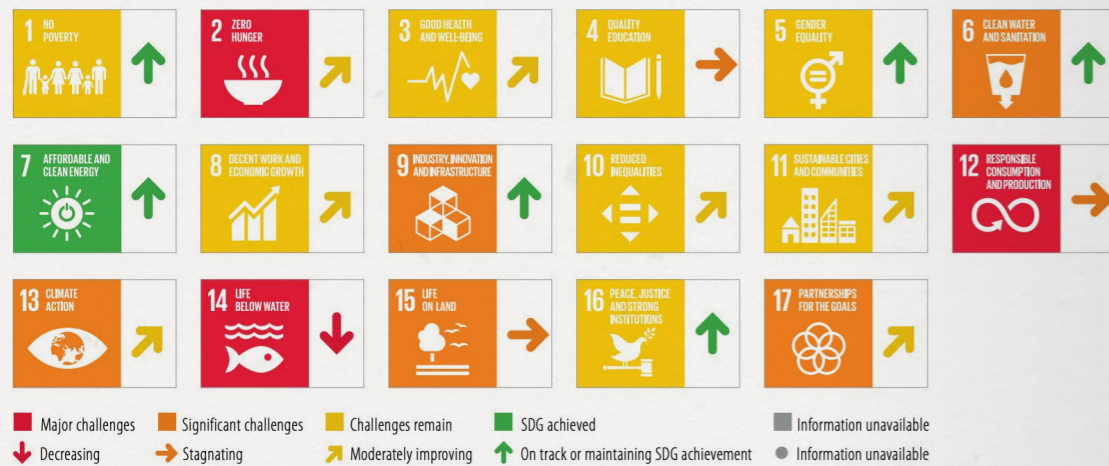 1 NO
POVERTY
2 ZERO
HUNGER
3 GOOD HEALTH
AND WELL-BEING
4 QUALITY
EDUCATION
5 GENDER
EQUALITY
6 CLEAN WATER
AND SANITATION
7 AFFORDABLE AND
CLEAN ENERGY
8 DECENT WORK AND
ECONOMIC GROWTH
9 INDUSTRY, INNOVATION
AND INFRASTRUCTURE
10 REDUCED
INEQUALITIES
11 SUSTAINABLE CITIES
AND COMMUNITIES
12 RESPONSIBLE
CONSUMPTION
AND PRODUCTION
13 CLIMATE
ACTION
14 LIFE
BELOW WATER
15 LIFE
ON LAND
16 PEACE, JUSTICE
AND STRONG
INSTITUTIONS
17 PARTNERSHIPS
FOR THE GOALS
Major challenges Significant challenges Challenges remain SDG achieved Information unavailable
Decreasing Stagnating Moderately improving On track or maintaining SDG achievement Information unavailable